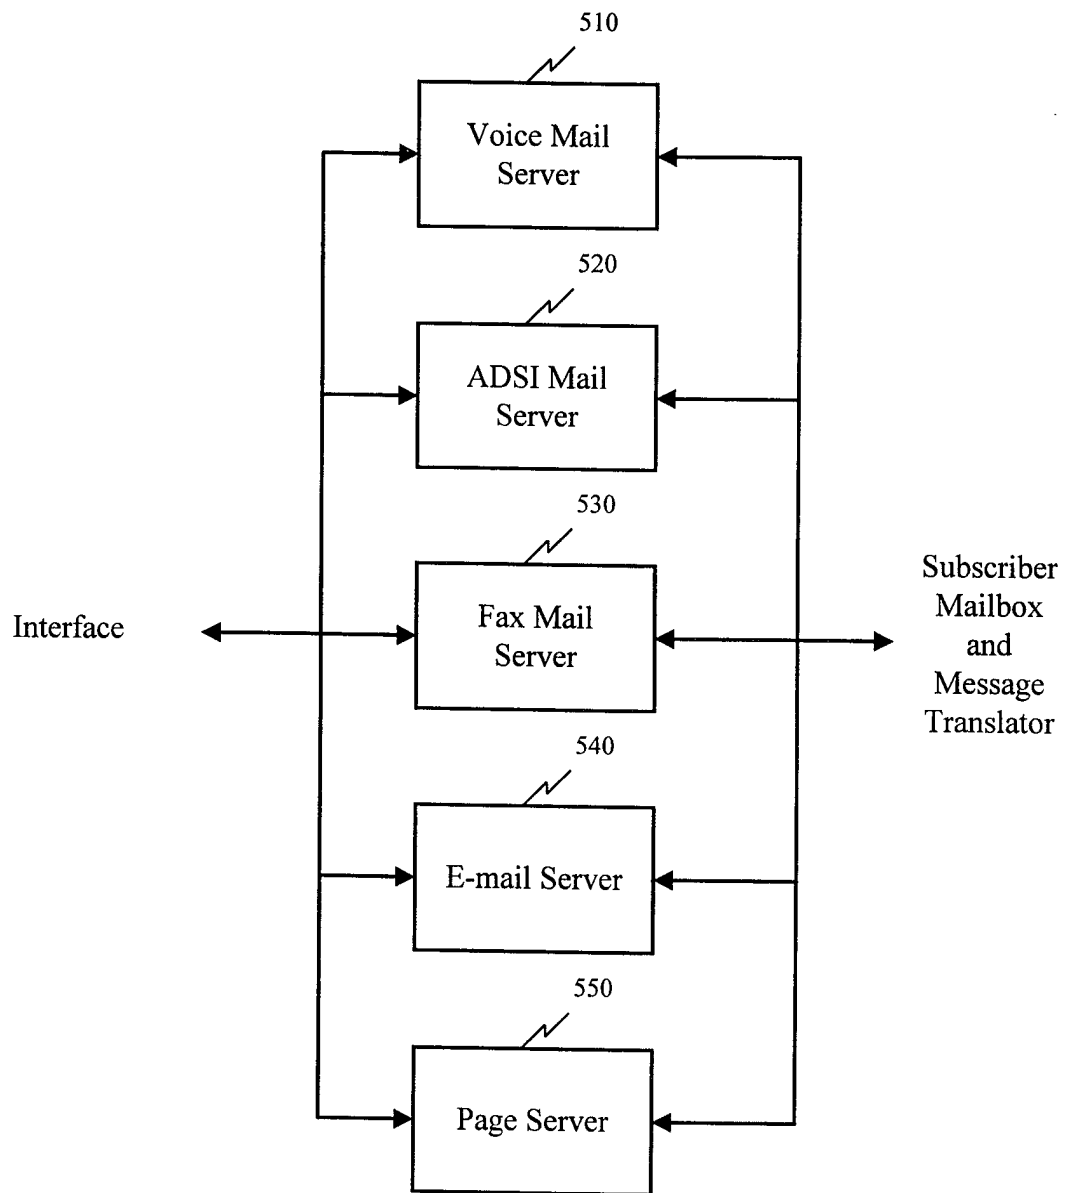 510
Voice Mail
Server
520
ADSI Mail
Server
530
Interface
Fax Mail
Server
Subscriber
Mailbox
and
Message
Translator
540
E-mail Server
550
Page Server